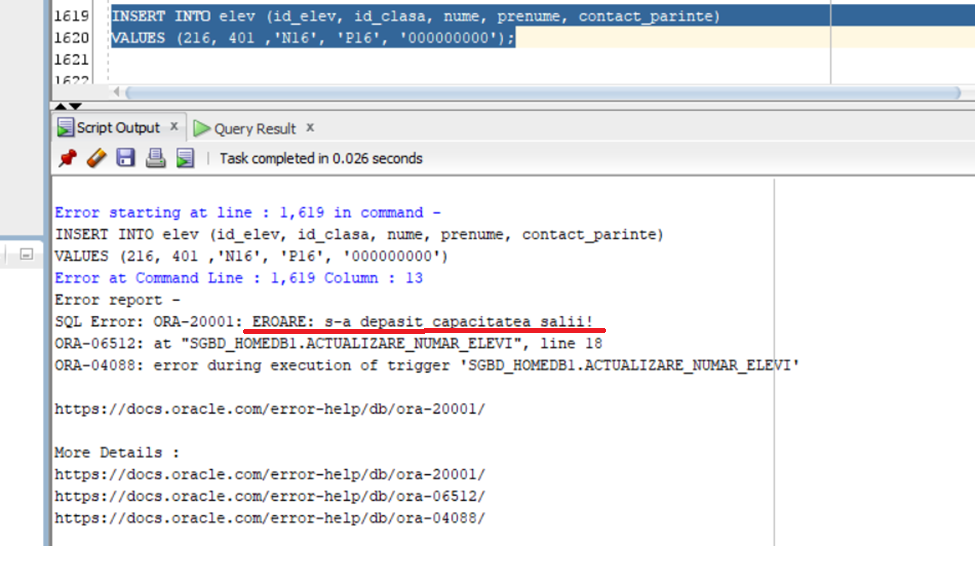 1619 INSERT INTO elev (id_elev, id_clasa, nume, prenume, contact_parinte)
1620 VALUES (216, 401 ,'N16', 'P16', '000000000');
1621
1622
Script Output x Query Result x
Task completed in 0.026 seconds
Error starting at line : 1,619 in command -
INSERT INTO elev (id_elev, id_clasa, nume, prenume, contact_parinte)
VALUES (216, 401 ,'N16', 'P16', '000000000')
Error at Command Line : 1,619 Column : 13
Error report -
SQL Error: ORA-20001: EROARE: s-a depasit capacitatea salii!
ORA-06512: at "SGBD_HOMEDB1.ACTUALIZARE_NUMAR_ELEVI", line 18
ORA-04088: error during execution of trigger 'SGBD_HOMEDB1.ACTUALIZARE_NUMAR_ELEVI'
https://docs.oracle.com/error-help/db/ora-20001/
More Details :
https://docs.oracle.com/error-help/db/ora-20001/
https://docs.oracle.com/error-help/db/ora-06512/
https://docs.oracle.com/error-help/db/ora-04088/